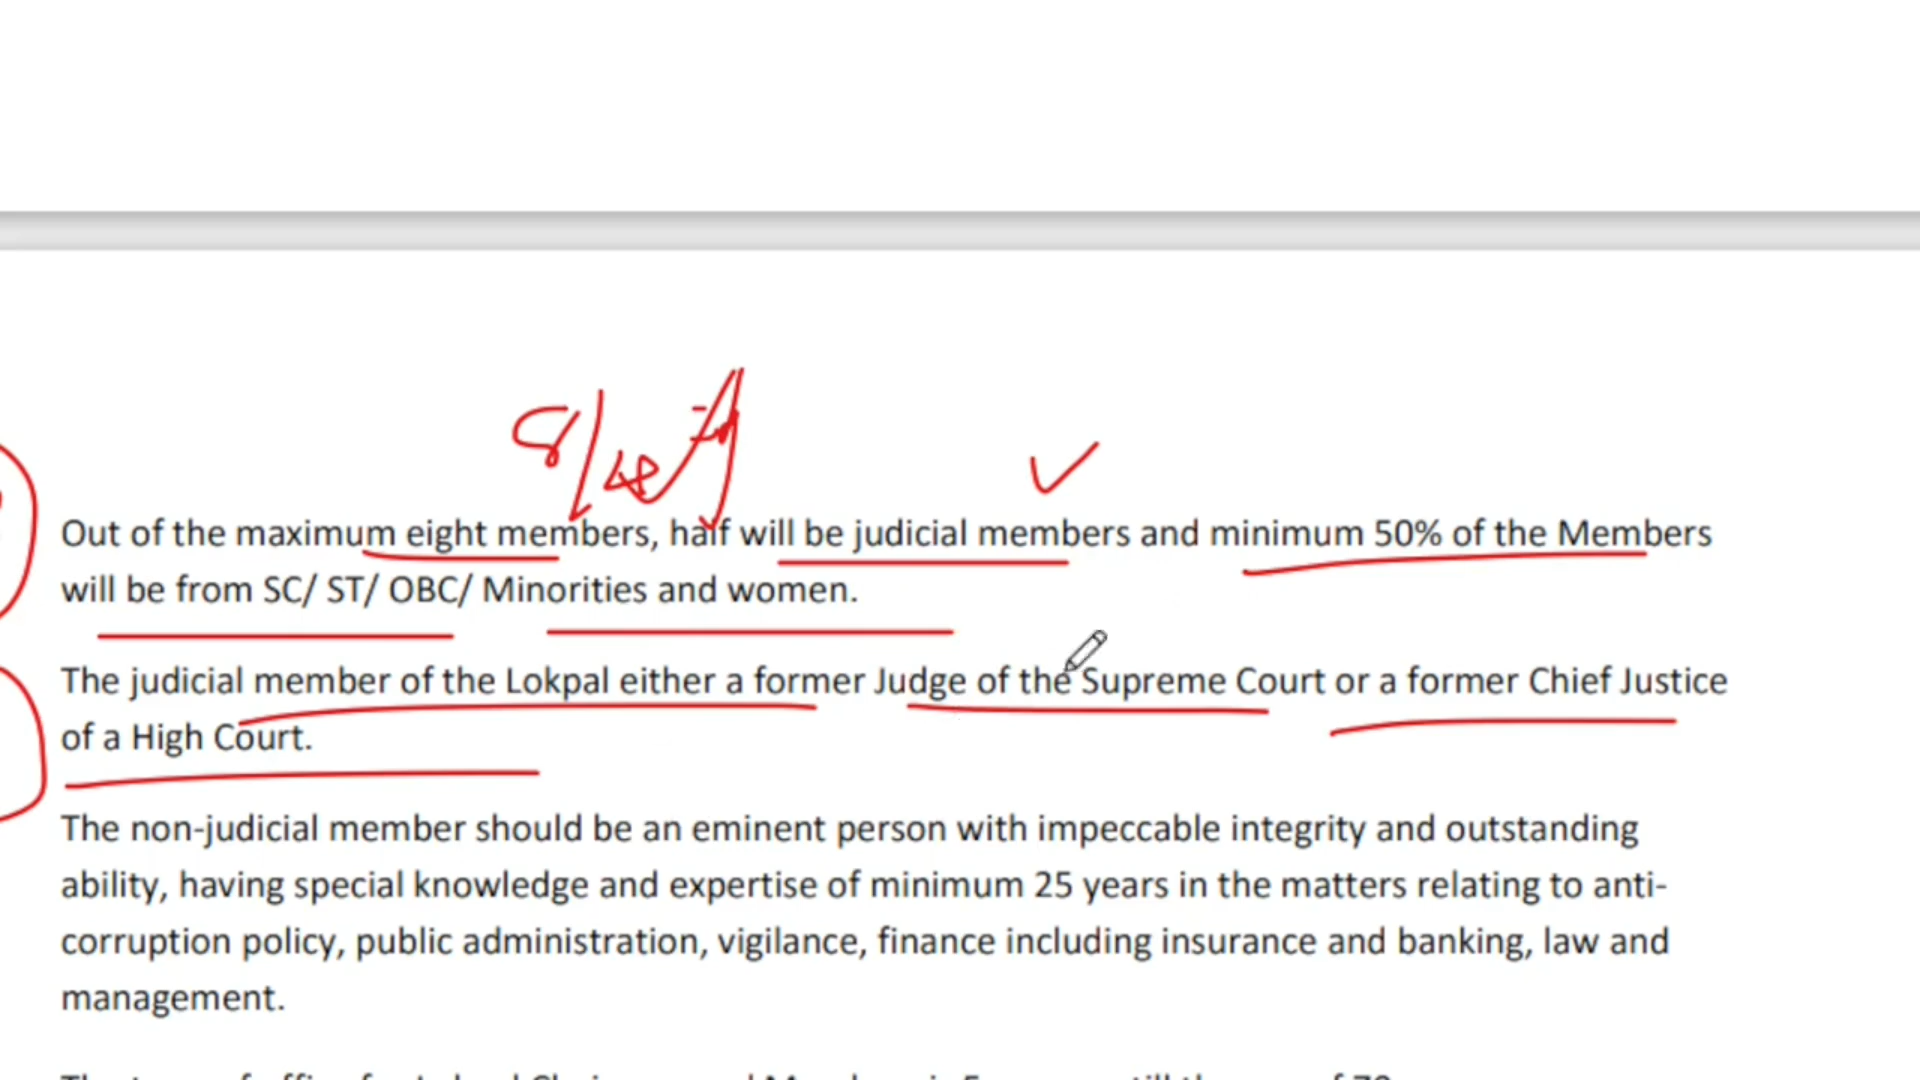 8/4
Out of the maximum eight members, half will be judicial members and minimum 50% of the Members
will be from SC/ ST/ OBC/ Minorities and women.
The judicial member of the Lokpal either a former Judge of the Supreme Court or a former Chief Justice
of a High Court.
The non-judicial member should be an eminent person with impeccable integrity and outstanding
ability, having special knowledge and expertise of minimum 25 years in the matters relating to anti-
corruption policy, public administration, vigilance, finance including insurance and banking, law and
management.